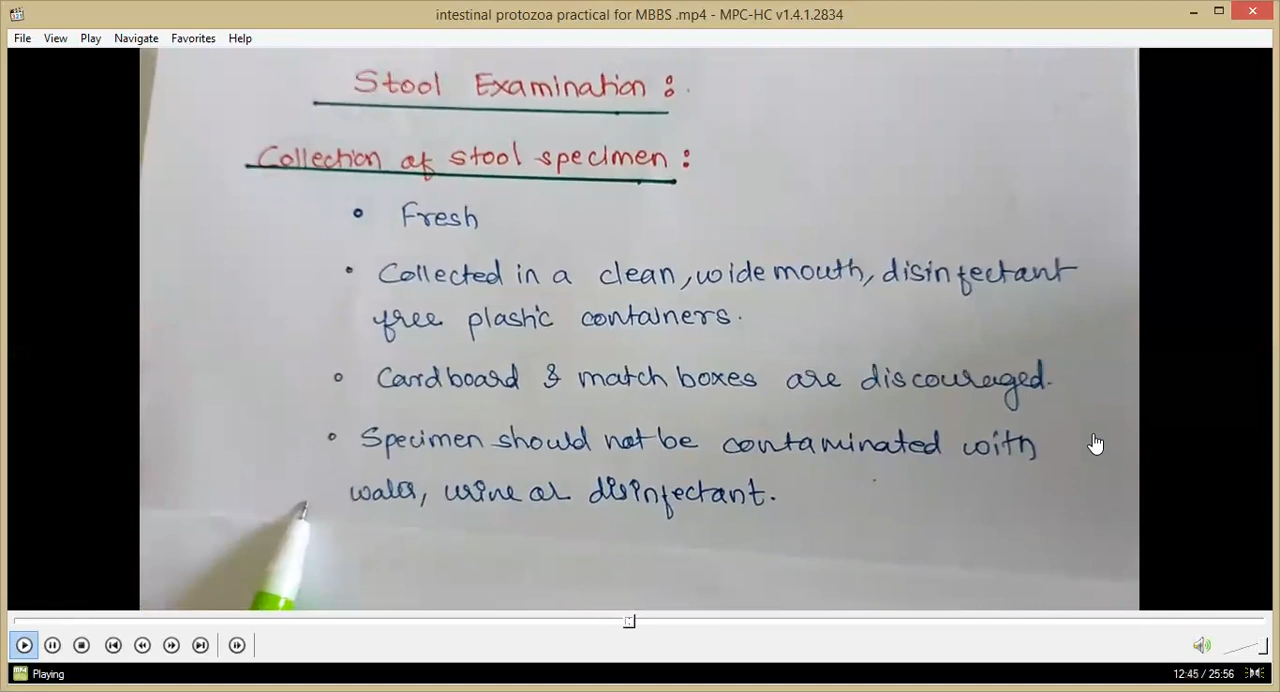 intestinal protozoa practical for MBBS .mp4 - MPC-HC v1.4.1.2834
File View Play Navigate Favorites Help
Stool Examination :
Collection of stool specimen :
• Fresh
• Collected in a clean, wide mouth, disinfectant
free plastic containers.
• Cardboard & match boxes are discouraged.
• Specimen should not be contaminated with
water, urine or disinfectant.
Playing
12:45 / 25:56